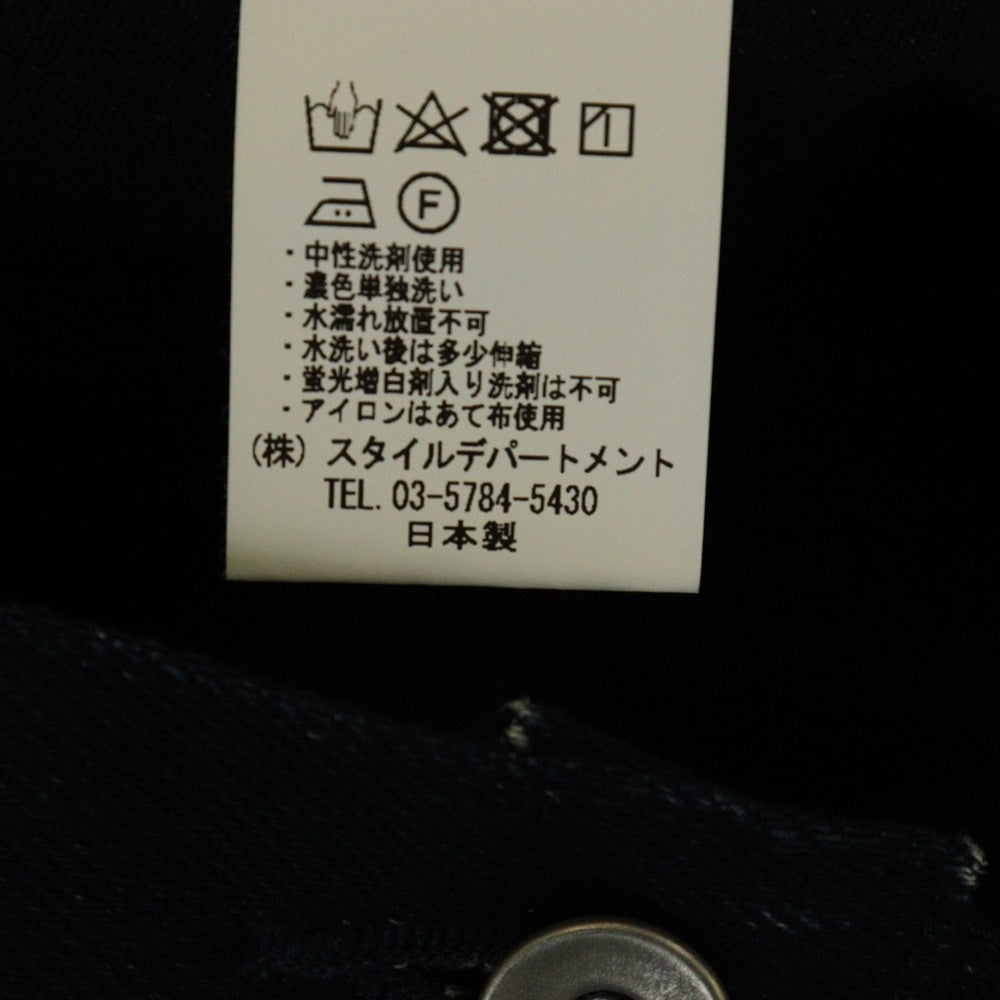 F
・中性洗剤使用
・濃色単独洗い
・水濡れ放置不可
・水洗い後は多少伸縮
・蛍光増白剤入り洗剤は不可
・アイロンはあて布使用
(株) スタイルデパートメント
TEL. 03-5784-5430
日本製